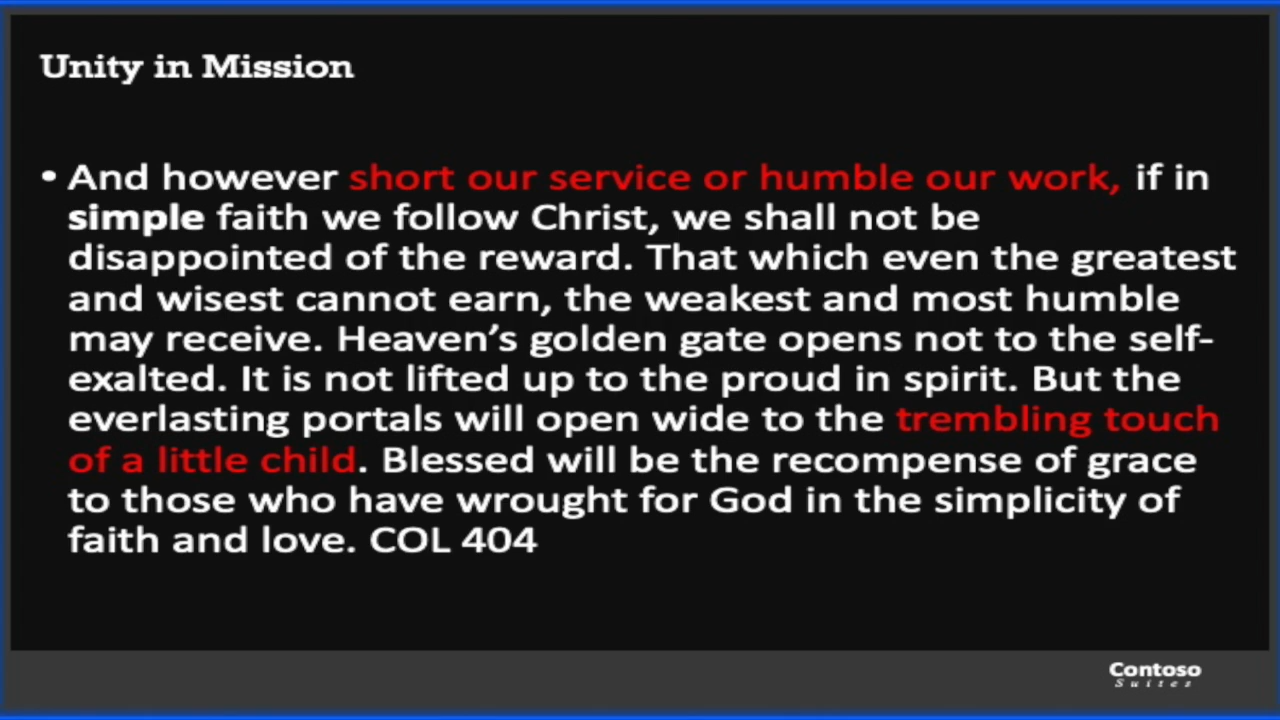 Unity in Mission
• And however short our service or humble our work, if in
simple faith we follow Christ, we shall not be
disappointed of the reward. That which even the greatest
and wisest cannot earn, the weakest and most humble
may receive. Heaven’s golden gate opens not to the self-
exalted. It is not lifted up to the proud in spirit. But the
everlasting portals will open wide to the trembling touch
of a little child. Blessed will be the recompense of grace
to those who have wrought for God in the simplicity of
faith and love. COL 404
Contoso
Suites